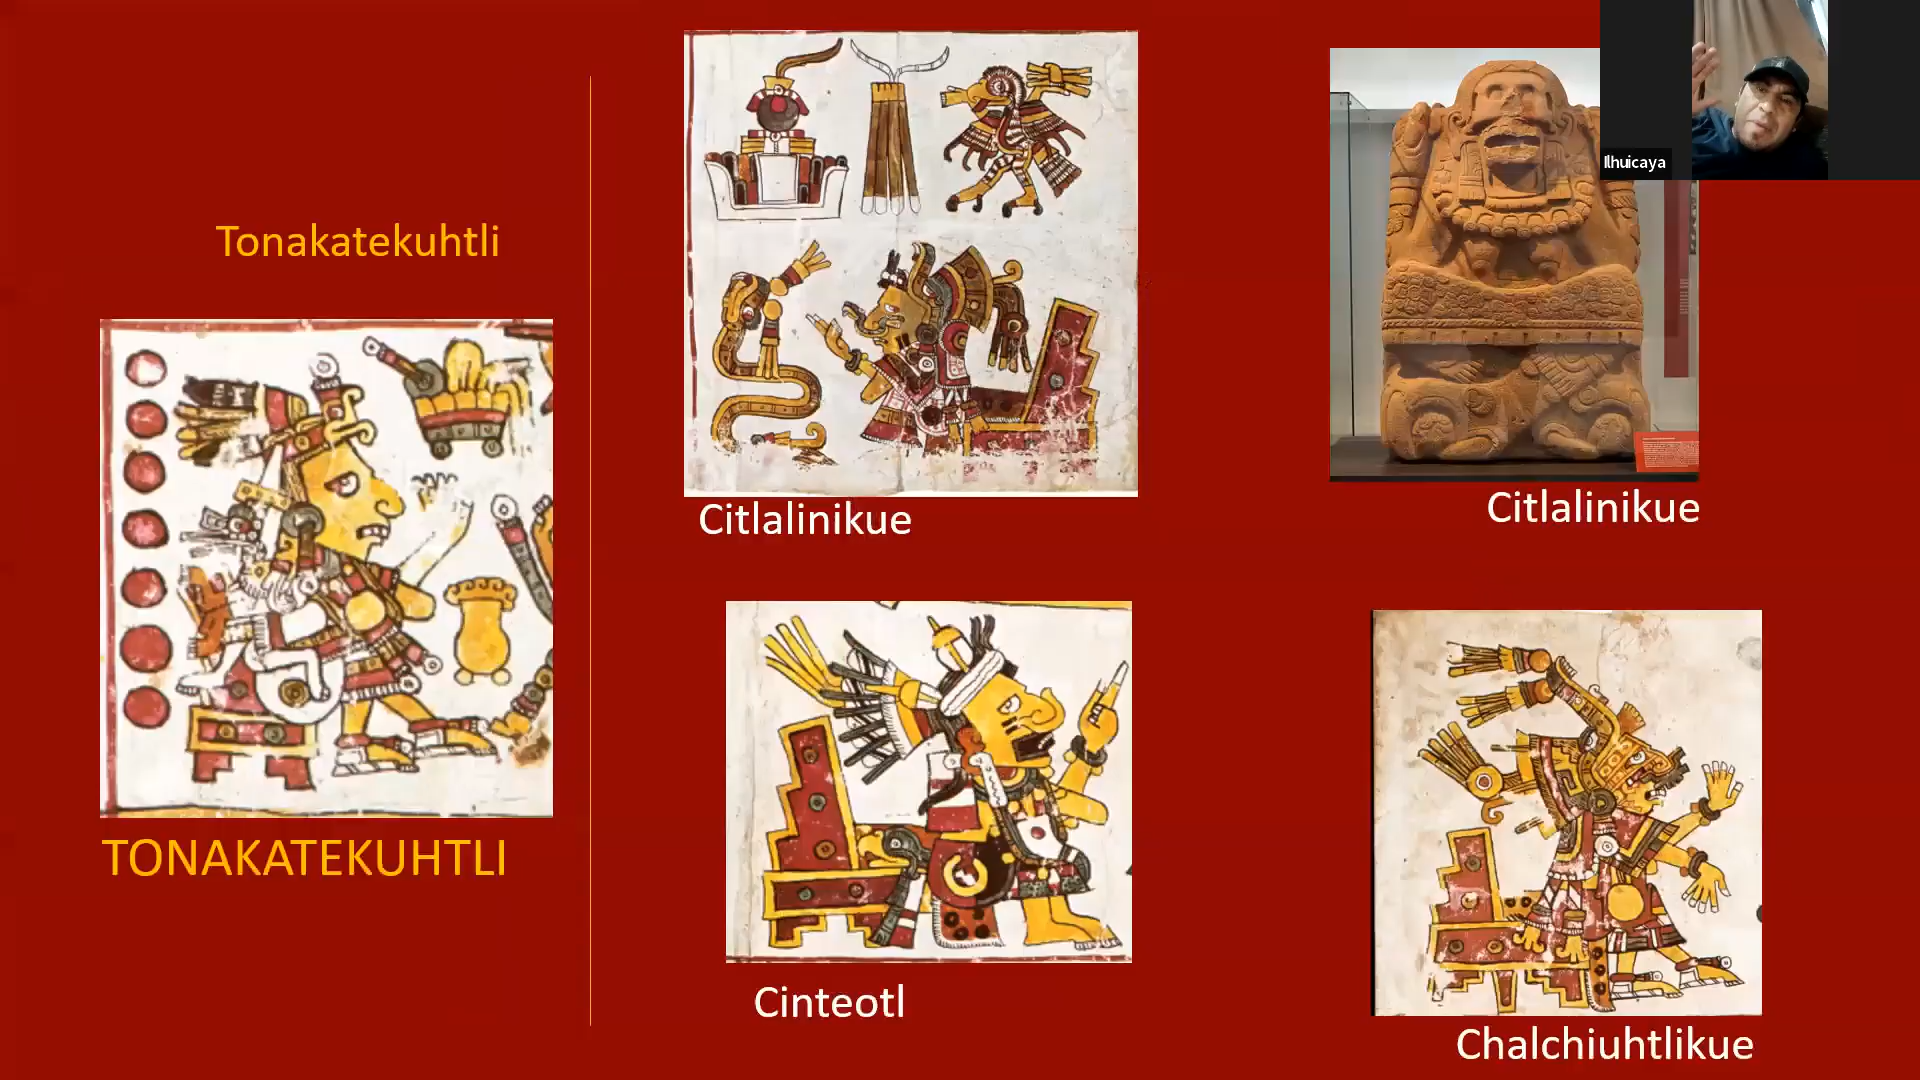 Tonakatekuhtli
TONAKATEKUHTLI
Citlalinikue
Citlalinikue
Cinteotl
Chalchiuhtlikue
Ilhuicaya